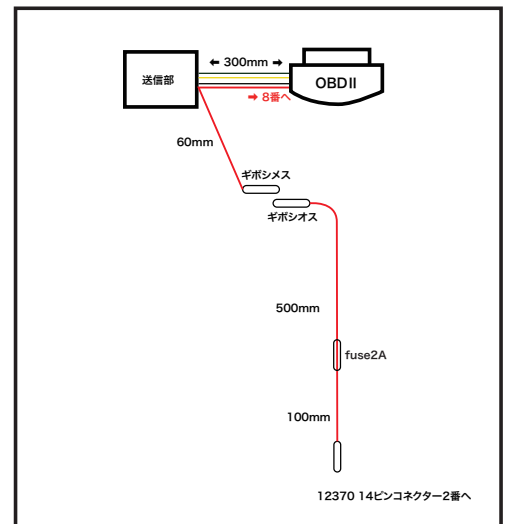 ⬅ 300mm ➡
送信部
OBDII
➡ 8番へ
60mm
ギボシメス
ギボシオス
500mm
fuse2A
100mm
12370 14ピンコネクター2番へ